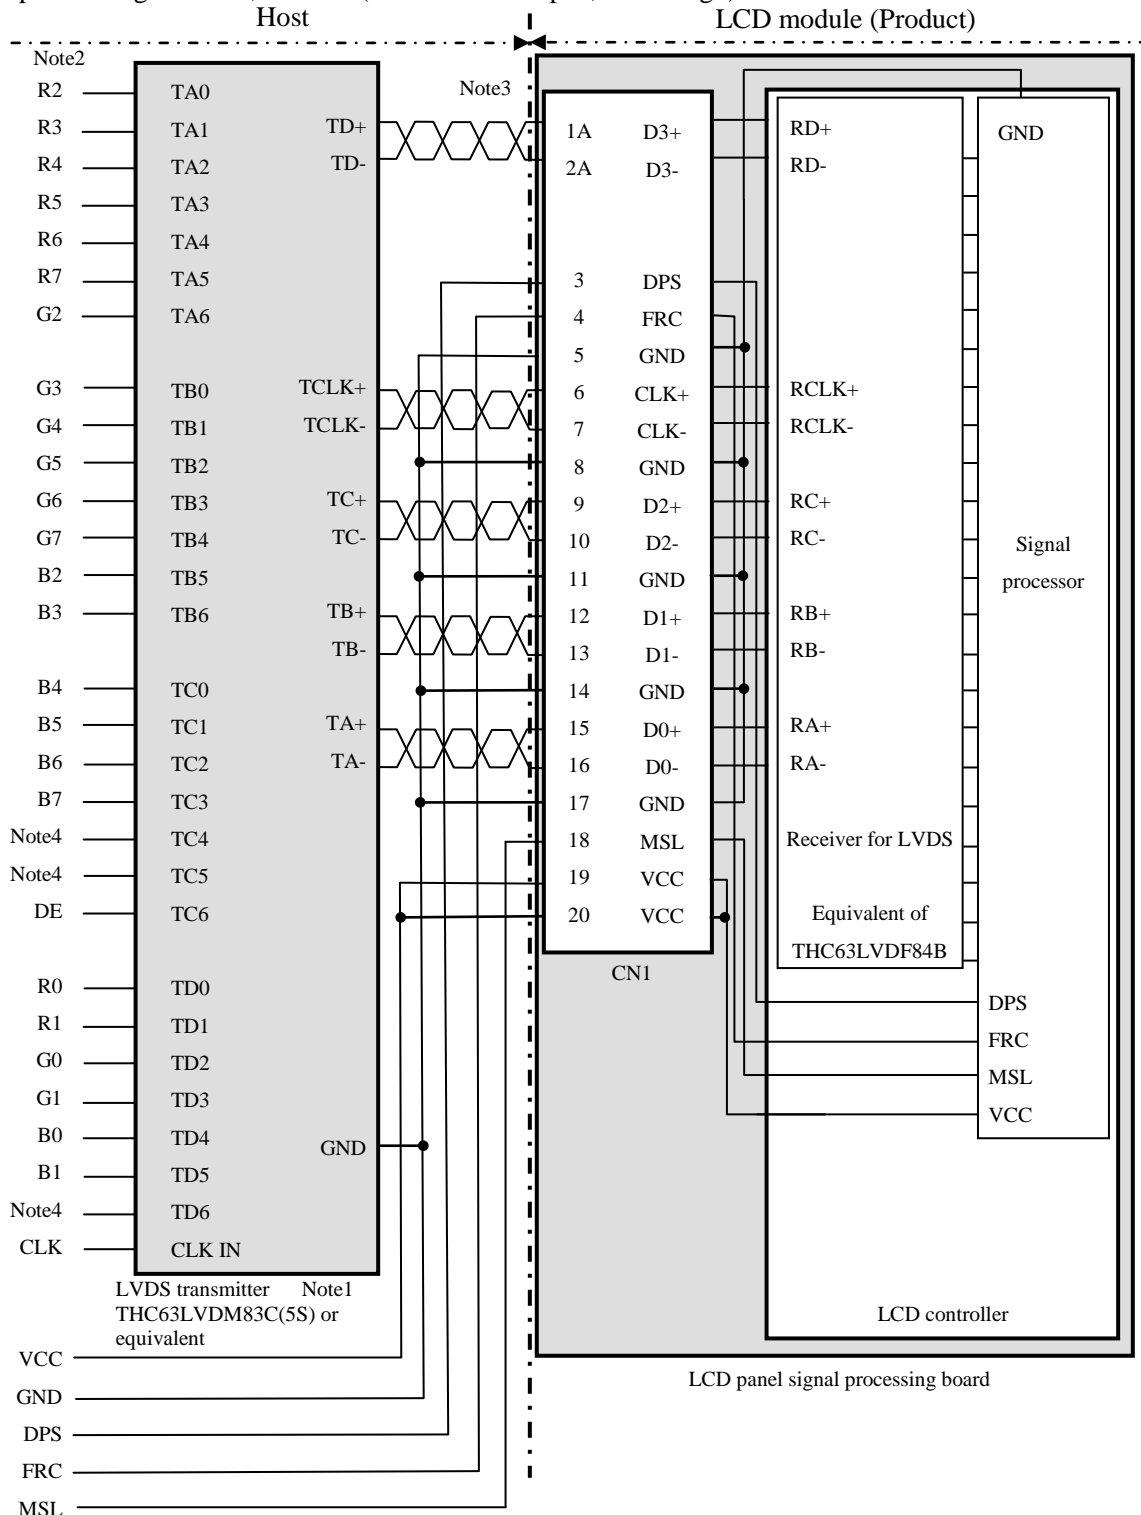 Host LCD module (Product)
Note2
Note3
R2 TA0
R3 TA1 TD+ 1A D3+ RD+ GND
R4 TA2 TD- 2A D3- RD-
R5 TA3
R6 TA4
R7 TA5 3 DPS
G2 TA6 4 FRC
5 GND
G3 TB0 TCLK+ 6 CLK+ RCLK+
G4 TB1 TCLK- 7 CLK- RCLK-
G5 TB2 8 GND
G6 TB3 TC+ 9 D2+ RC+
G7 TB4 TC- 10 D2- RC- Signal
B2 TB5 11 GND processor
B3 TB6 TB+ 12 D1+ RB+
TB- 13 D1- RB-
B4 TC0 14 GND
B5 TC1 TA+ 15 D0+ RA+
B6 TC2 TA- 16 D0- RA-
B7 TC3 17 GND
Note4 TC4 18 MSL Receiver for LVDS
Note4 TC5 19 VCC
DE TC6 20 VCC Equivalent of
THC63LVDF84B
CN1
R0 TD0
DPS
R1 TD1
FRC
G0 TD2
MSL
G1 TD3
VCC
B0 TD4 GND
B1 TD5
Note4 TD6
CLK CLK IN
LVDS transmitter Note1
THC63LVDM83C(5S) or
equivalent
LCD controller
VCC
LCD panel signal processing board
GND
DPS
FRC
MSL